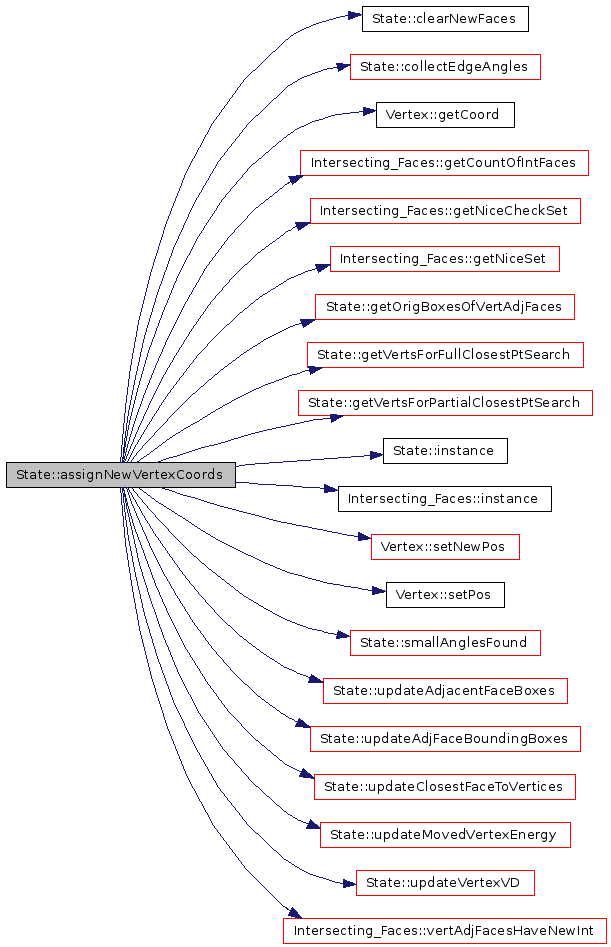 State::clearNewFaces
State::collectEdgeAngles
Vertex::getCoord
Intersecting_Faces::getCountOfIntFaces
Intersecting_Faces::getNiceCheckSet
Intersecting_Faces::getNiceSet
State::getOrigBoxesOfVertAdjFaces
State::getVertsForFullClosestPtSearch
State::getVertsForPartialClosestPtSearch
State::instance
State::assignNewVertexCoords
Intersecting_Faces::instance
Vertex::setNewPos
Vertex::setPos
State::smallAnglesFound
State::updateAdjacentFaceBoxes
State::updateAdjFaceBoundingBoxes
State::updateClosestFaceToVertices
State::updateMovedVertexEnergy
State::updateVertexVD
Intersecting_Faces::vertAdjFacesHaveNewInt